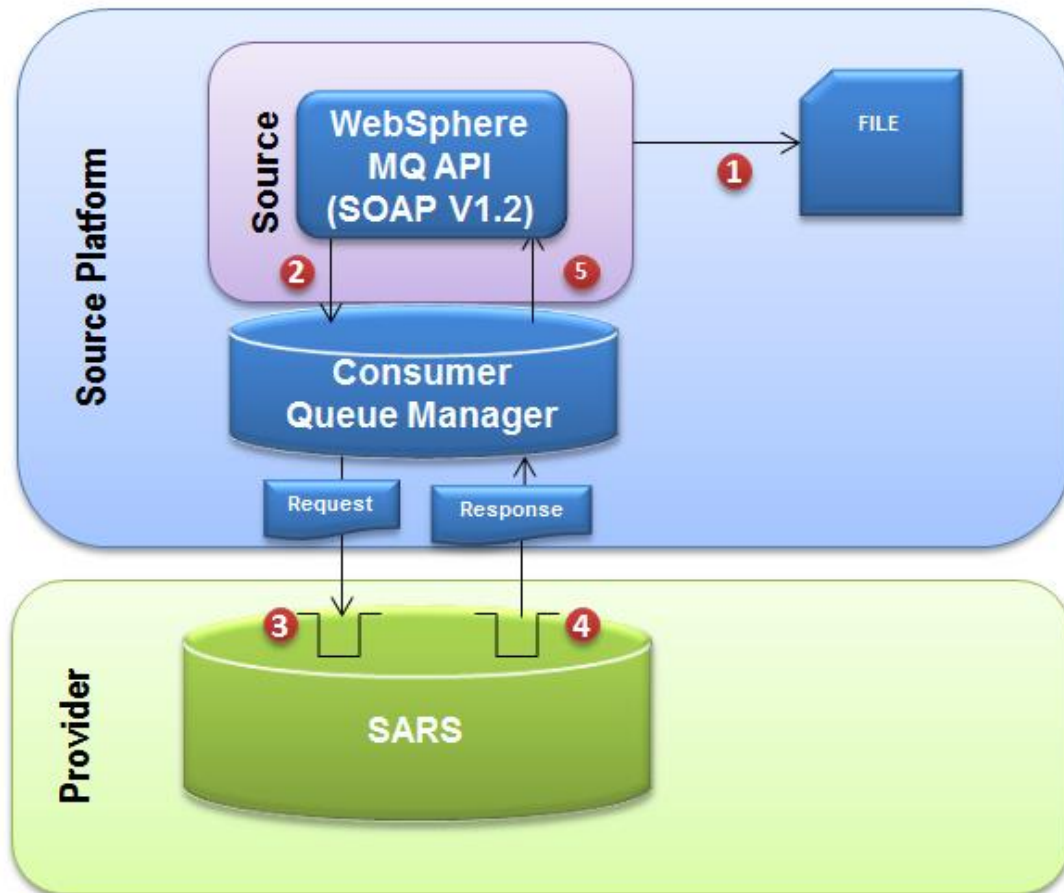 Source Platform
Source
WebSphere
MQ API
(SOAP V1.2)
FILE
1
2
5
Consumer
Queue Manager
Request
Response
Provider
3
4
SARS